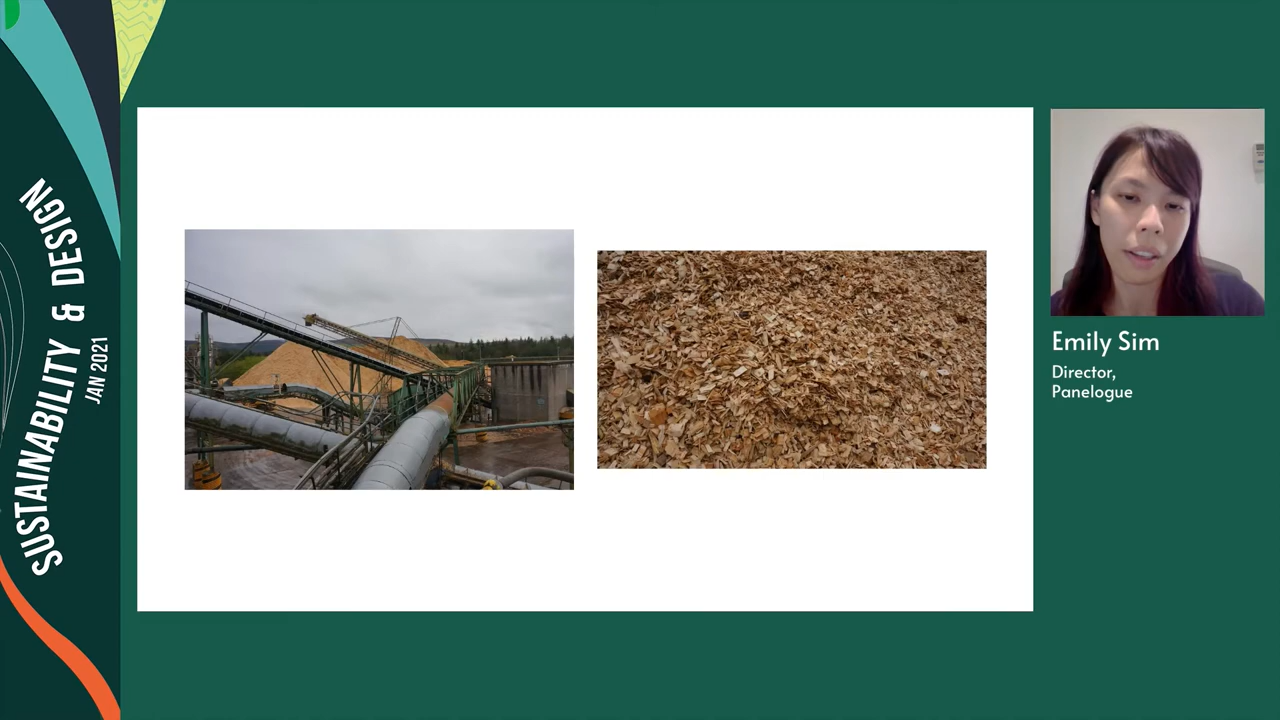 SUSTAINABILITY & DESIGN
JAN 2021
Emily Sim
Director,
Panelogue